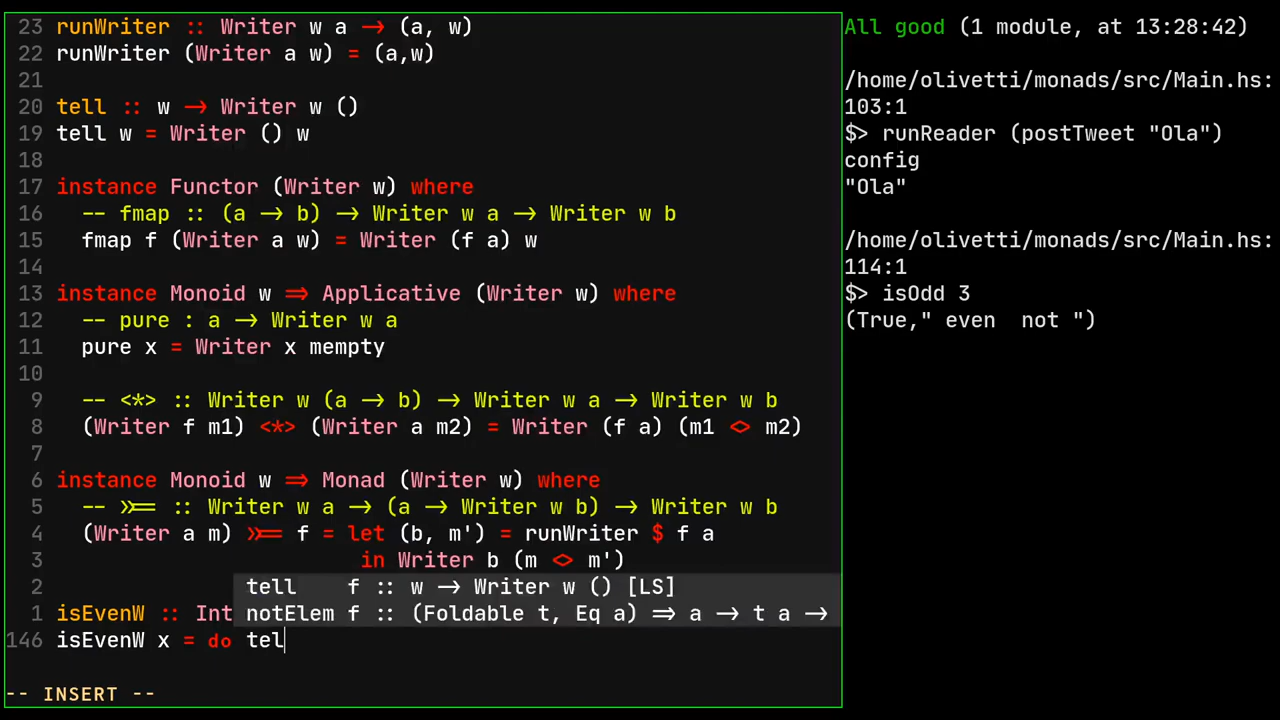 23 runWriter :: Writer w a -> (a, w)
22 runWriter (Writer a w) = (a,w)
21
20 tell :: w -> Writer w ()
19 tell w = Writer () w
18
17 instance Functor (Writer w) where
16 -- fmap :: (a -> b) -> Writer w a -> Writer w b
15 fmap f (Writer a w) = Writer (f a) w
14
13 instance Monoid w => Applicative (Writer w) where
12 -- pure : a -> Writer w a
11 pure x = Writer x mempty
10
9 -- <*> :: Writer w (a -> b) -> Writer w a -> Writer w b
8 (Writer f m1) <*> (Writer a m2) = Writer (f a) (m1 <> m2)
7
6 instance Monoid w => Monad (Writer w) where
5 -- >>= :: Writer w a -> (a -> Writer w b) -> Writer w b
4 (Writer a m) >>= f = let (b, m') = runWriter $ f a
3 in Writer b (m <> m')
2
tell f :: w -> Writer w () [LS]
1 isEvenW :: Int
notElem f :: (Foldable t, Eq a) => a -> t a ->
146 isEvenW x = do tel
-- INSERT --
All good (1 module, at 13:28:42)
/home/olivetti/monads/src/Main.hs:
103:1
$> runReader (postTweet "Ola")
config
"Ola"
/home/olivetti/monads/src/Main.hs:
114:1
$> isOdd 3
(True," even  not ")